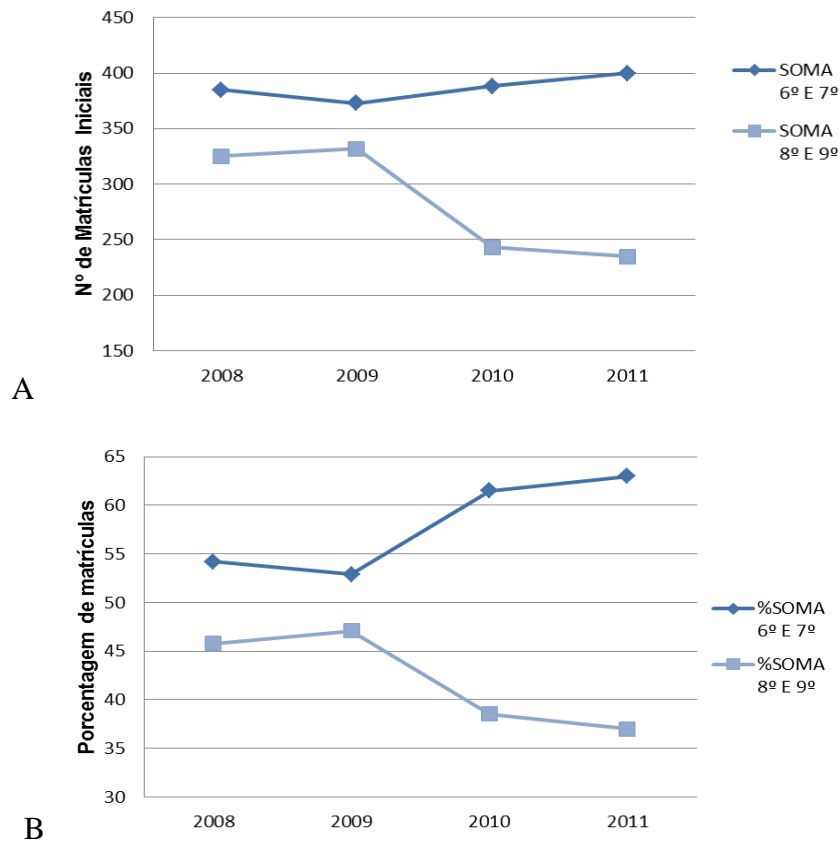 450
400
350
300
250
200
150
Nº de Matrículas Iniciais
2008 2009 2010 2011
SOMA
6º E 7º
SOMA
8º E 9º
A
65
60
55
50
45
40
35
30
Porcentagem de matrículas
2008 2009 2010 2011
%SOMA
6º E 7º
%SOMA
8º E 9º
B